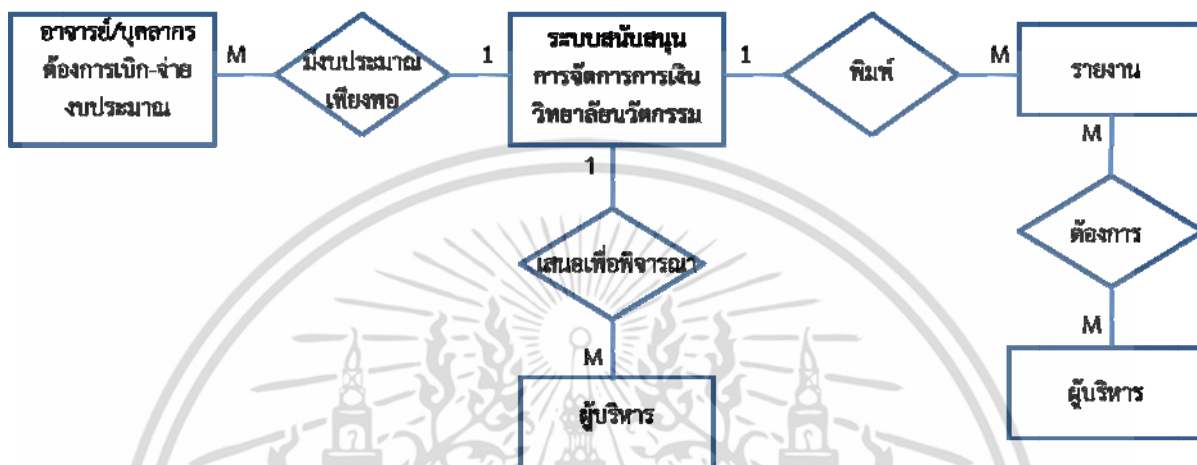 อาจารย์/บุคลากร
ต้องการเบิก-จ่าย
งบประมาณ
M
มีงบประมาณ
เพียงพอ
1
ระบบสนับสนุน
การจัดการการเงิน
วิทยาลัยนวัตกรรม
1
พิมพ์
M
รายงาน
M
ต้องการ
M
ผู้บริหาร
1
เสนอเพื่อพิจารณา
M
ผู้บริหาร